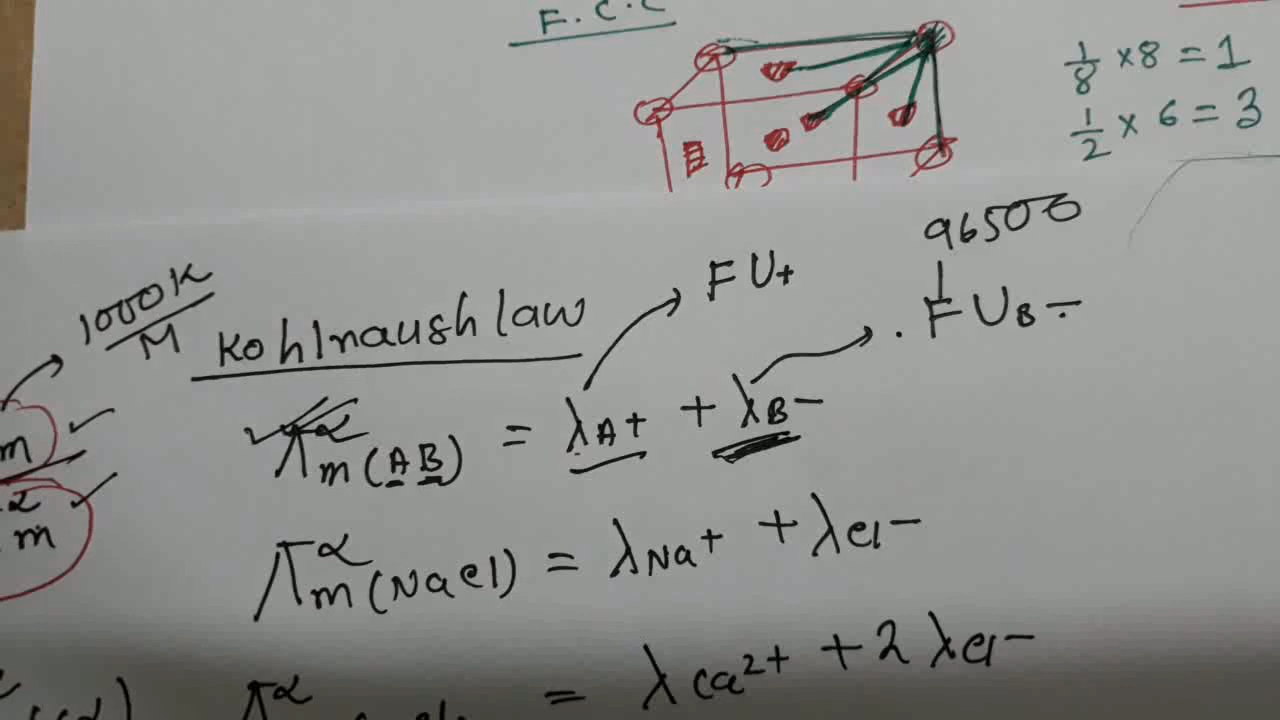 F.C.C
1/8 × 8 = 1
1/2 × 6 = 3
96500
1000K/M
Kohlnaush law
FU+
. FUB-
Λ∝m(AB) = λA+ + λB-
m
∝m
Λ∝m(NaCl) = λNa+ + λCl-
Λ∝ = λCa2+ + 2λCl-